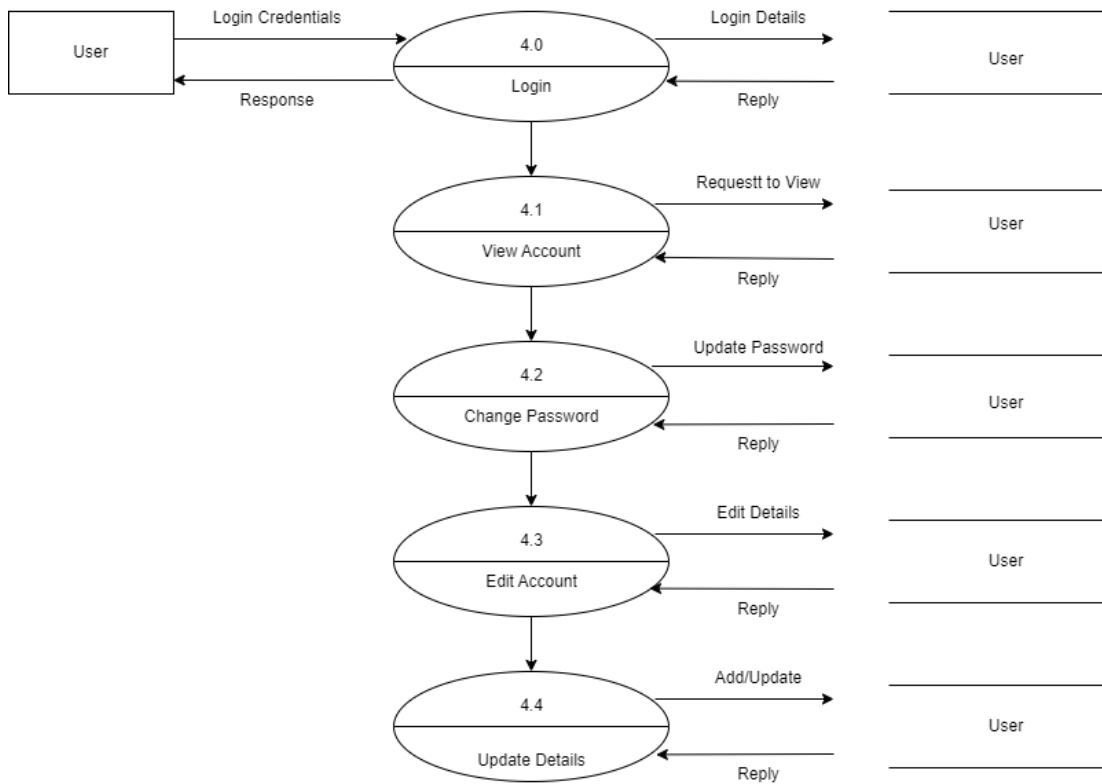 Login Credentials
Login Details
User
4.0
User
Login
Response
Reply
Requestt to View
4.1
User
View Account
Reply
Update Password
4.2
User
Change Password
Reply
Edit Details
4.3
User
Edit Account
Reply
Add/Update
4.4
User
Update Details
Reply